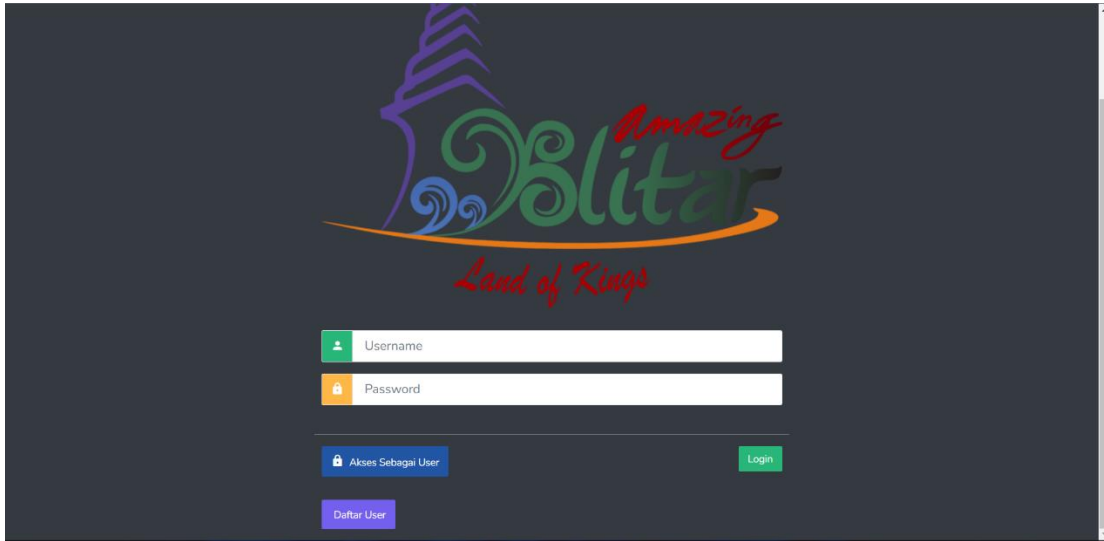 Amazing
Blitar
Land of Kings
Username
Password
Akses Sebagai User
Login
Daftar User